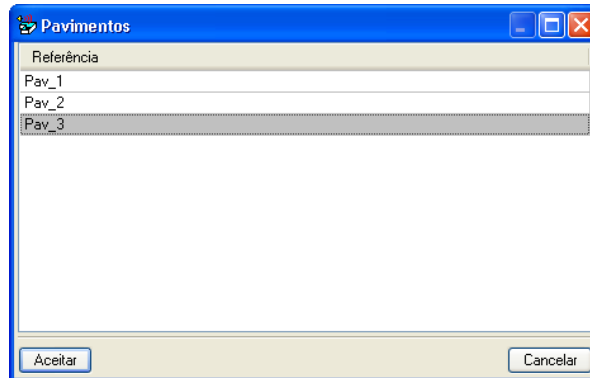 Pavimentos
Referência
Pav_1
Pav_2
Pav_3
Aceitar
Cancelar